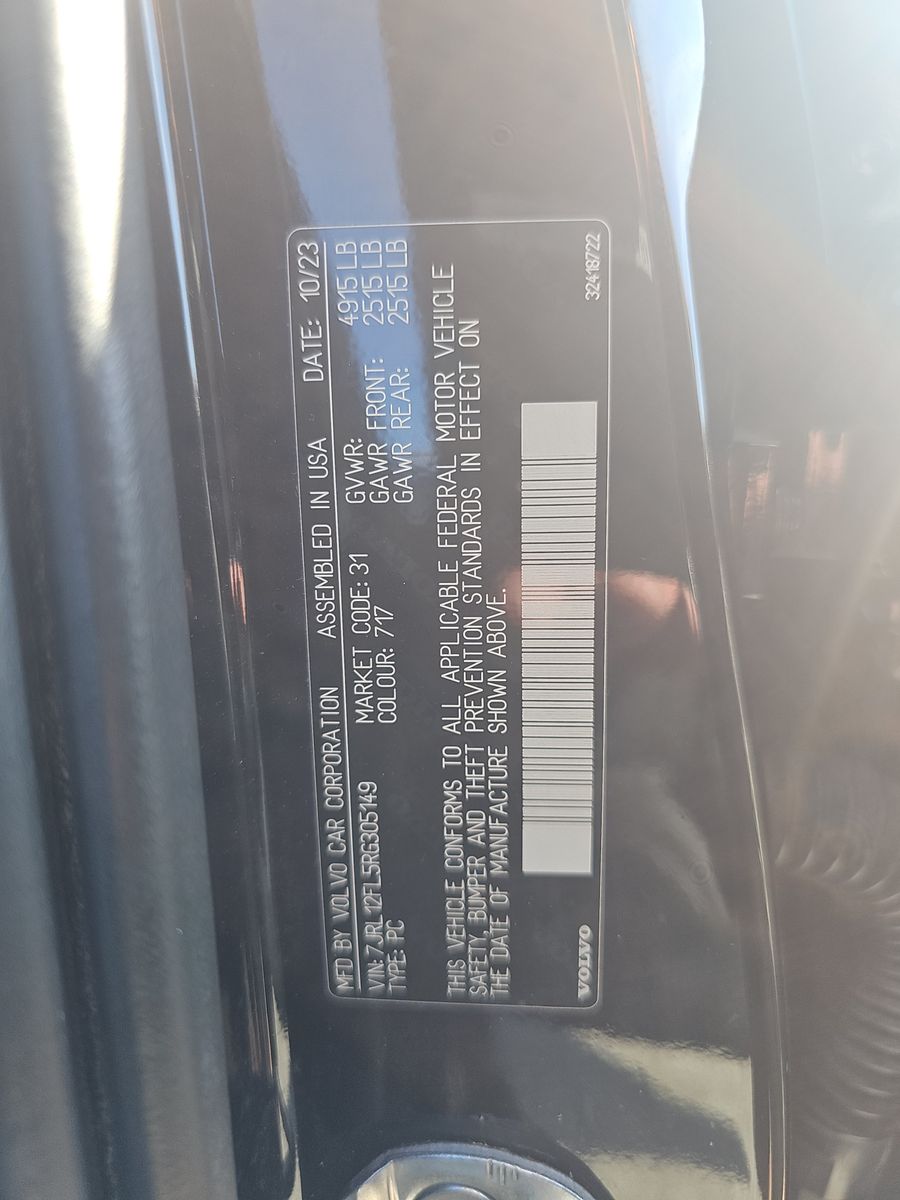 MFD BY VOLVO CAR CORPORATION ASSEMBLED IN USA DATE: 10/23
VIN: 7JRL12FL5RG305149 MARKET CODE: 31 GVWR: 4915 LB
TYPE: PC COLOUR: 717 GAWR FRONT: 2515 LB
GAWR REAR: 2515 LB
THIS VEHICLE CONFORMS TO ALL APPLICABLE FEDERAL MOTOR VEHICLE
SAFETY, BUMPER AND THEFT PREVENTION STANDARDS IN EFFECT ON
THE DATE OF MANUFACTURE SHOWN ABOVE.
VOLVO 32418722